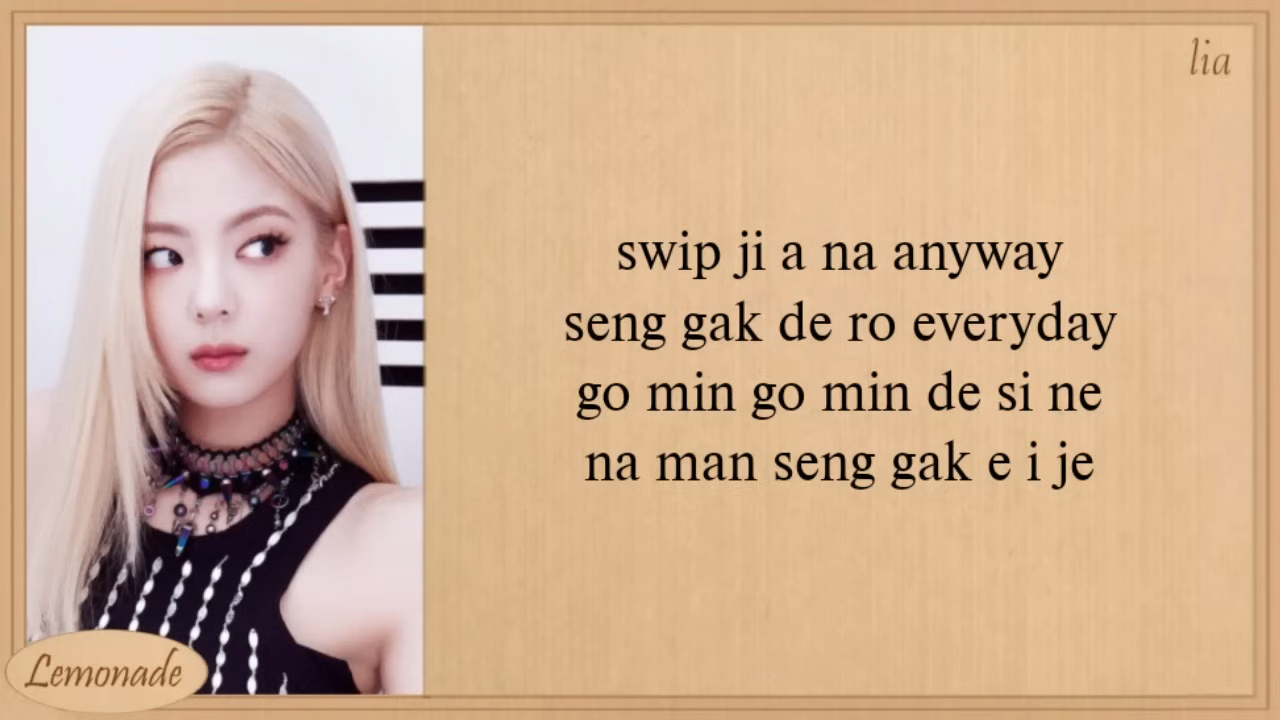 lia
swip ji a na anyway
seng gak de ro everyday
go min go min de si ne
na man seng gak e i je
Lemonade